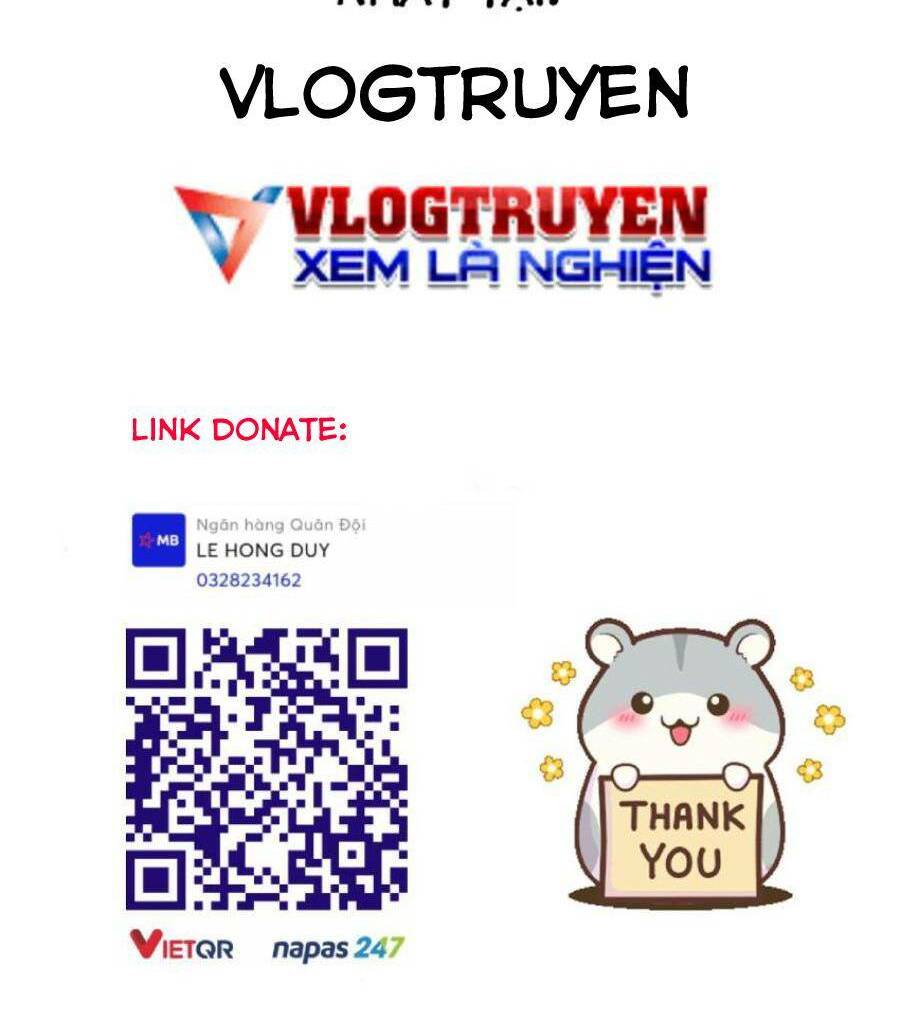 VLOGTRUYEN
VLOGTRUYEN
XEM LÀ NGHIỆN
LINK DONATE:
MB
Ngân hàng Quân Đội
LE HONG DUY
0328234162
THANK
YOU
VIETQR
napas 247